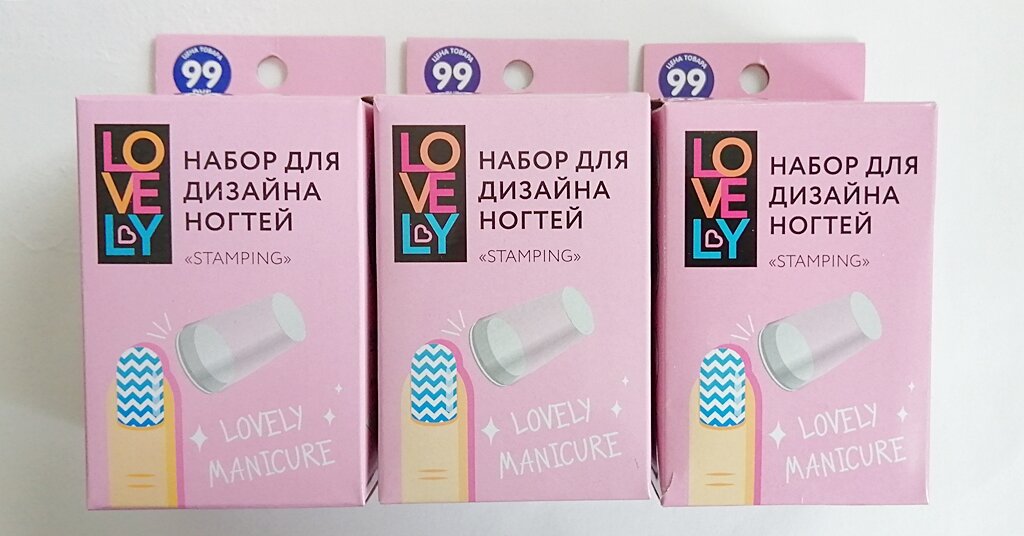 ЦЕНА ТОВАРА
99
LO
VE
LY
НАБОР ДЛЯ
ДИЗАЙНА
НОГТЕЙ
«STAMPING»
LOVELY
MANICURE
ЦЕНА ТОВАРА
99
LO
VE
LY
НАБОР ДЛЯ
ДИЗАЙНА
НОГТЕЙ
«STAMPING»
LOVELY
MANICURE
ЦЕНА ТОВАРА
99
LO
VE
LY
НАБОР ДЛЯ
ДИЗАЙНА
НОГТЕЙ
«STAMPING»
LOVELY
MANICURE